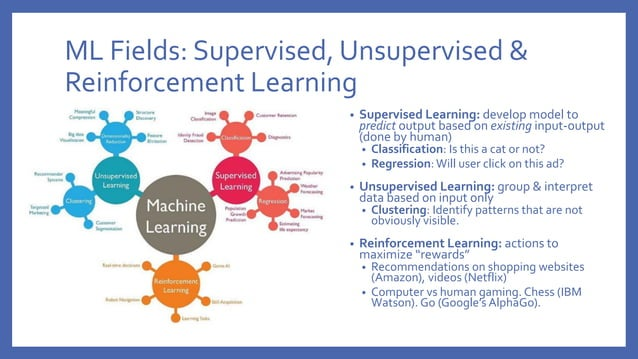 ML Fields: Supervised, Unsupervised &
Reinforcement Learning
Meaningful
Compression
Structure
Discovery
Big data
Visualization
Dimensionality
Reduction
Feature
Elicitation
Recommender
Systems
Unsupervised
Learning
Clustering
Targeted
Marketing
Customer
Segmentation
Machine
Learning
Image
Classification
Customer Retention
Identity Fraud
Detection
Classification
Diagnostics
Supervised
Learning
Advertising Popularity
Prediction
Weather
Forecasting
Regression
Population
Growth
Prediction
Market
Forecasting
Estimating
life expectancy
Real-time decisions
Game AI
Reinforcement
Learning
Robot Navigation
Skill Acquisition
Learning Tasks
• Supervised Learning: develop model to
predict output based on existing input-output
(done by human)
• Classification: Is this a cat or not?
• Regression: Will user click on this ad?
• Unsupervised Learning: group & interpret
data based on input only
• Clustering: Identify patterns that are not
obviously visible.
• Reinforcement Learning: actions to
maximize “rewards”
• Recommendations on shopping websites
(Amazon), videos (Netflix)
• Computer vs human gaming. Chess (IBM
Watson). Go (Google’s AlphaGo).